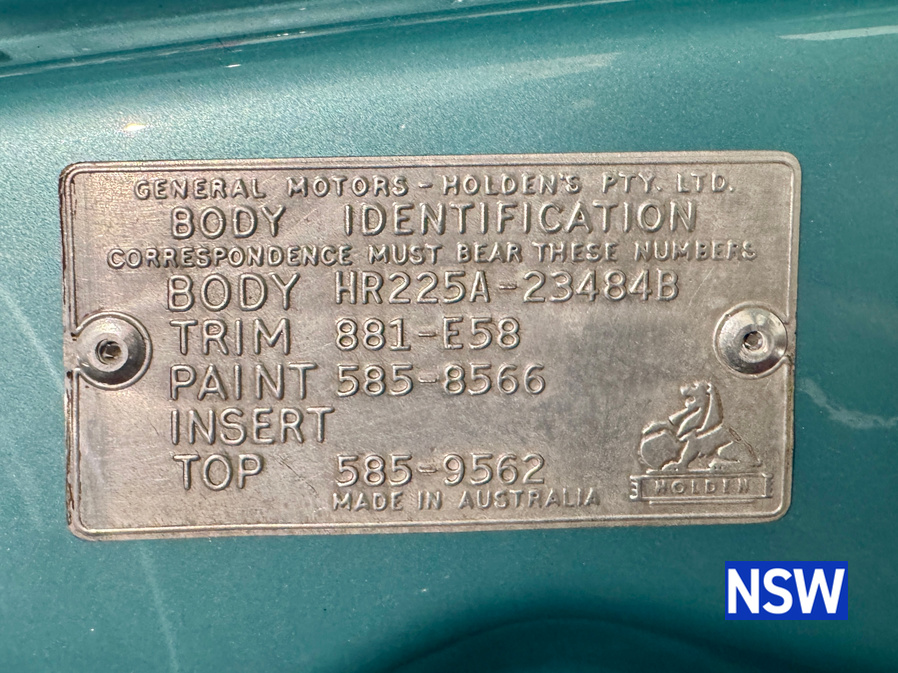 GENERAL MOTORS - HOLDEN'S PTY. LTD.
BODY IDENTIFICATION
CORRESPONDENCE MUST BEAR THESE NUMBERS
BODY HR225A-23484B
TRIM 881-E58
PAINT 585-8566
INSERT
TOP 585-9562
MADE IN AUSTRALIA
HOLDEN
NSW